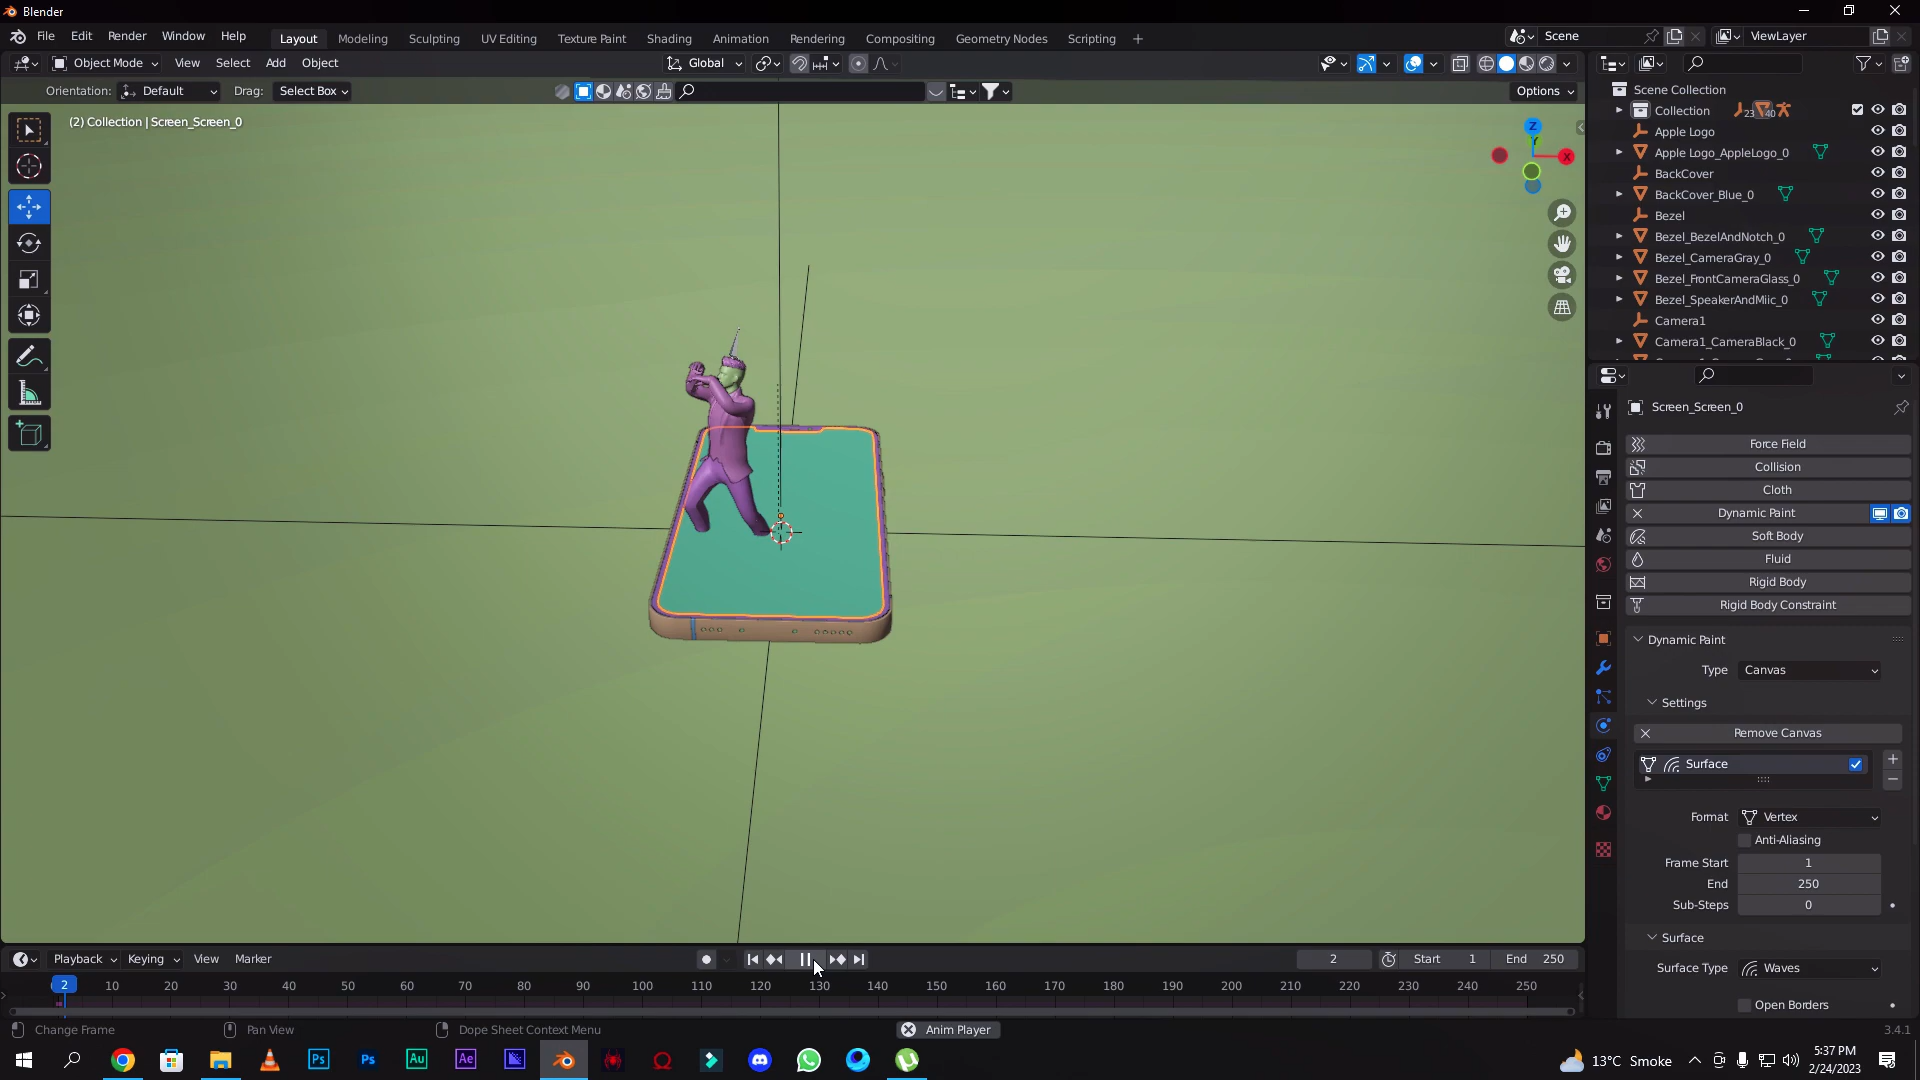 Blender
File Edit Render Window Help Layout Modeling Sculpting UV Editing Texture Paint Shading Animation Rendering Compositing Geometry Nodes Scripting + Scene ViewLayer
Object Mode View Select Add Object Global
Orientation: Default Drag: Select Box Options
(2) Collection | Screen_Screen_0
Z
Y
X
Scene Collection
Collection 23 40
Apple Logo
Apple Logo_AppleLogo_0
BackCover
BackCover_Blue_0
Bezel
Bezel_BezelAndNotch_0
Bezel_CameraGray_0
Bezel_FrontCameraGlass_0
Bezel_SpeakerAndMiic_0
Camera1
Camera1_CameraBlack_0
Screen_Screen_0
Force Field
Collision
Cloth
Dynamic Paint
Soft Body
Fluid
Rigid Body
Rigid Body Constraint
Dynamic Paint
Type Canvas
Settings
Remove Canvas
Surface
Format Vertex
Anti-Aliasing
Frame Start 1
End 250
Sub-Steps 0
Surface
Surface Type Waves
Open Borders
Playback Keying View Marker 2 Start 1 End 250
2 10 20 30 40 50 60 70 80 90 100 110 120 130 140 150 160 170 180 190 200 210 220 230 240 250
Change Frame Pan View Dope Sheet Context Menu Anim Player 3.4.1
Ps Ps Au Ae 13°C Smoke 5:37 PM
2/24/2023